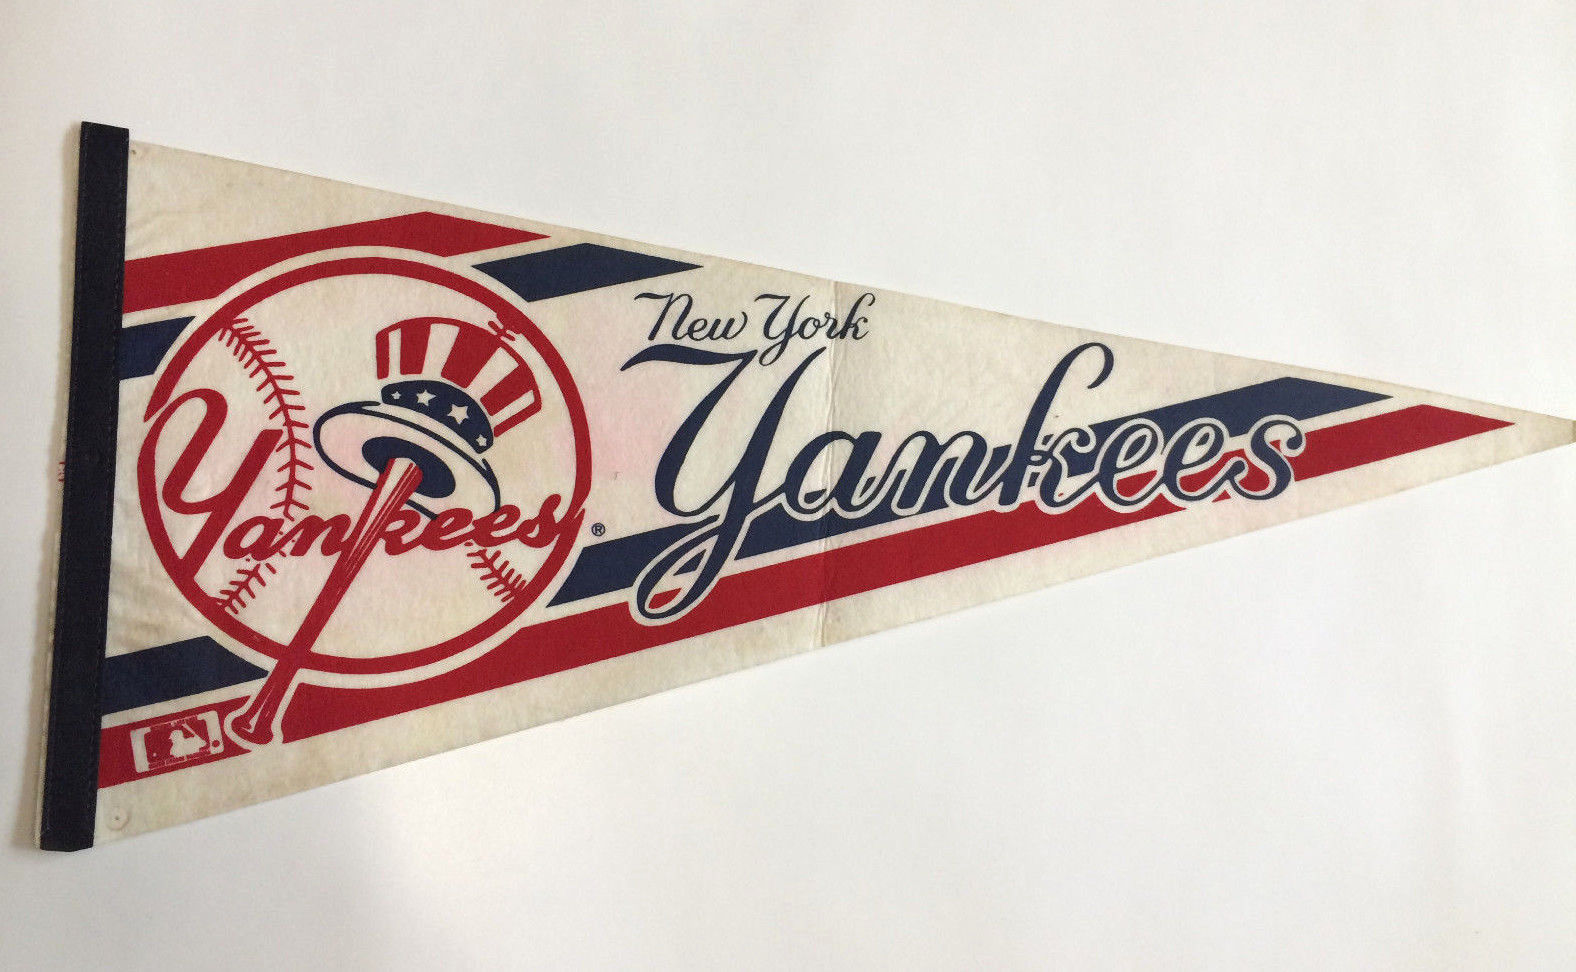 New York
Yankees
Yankees ®